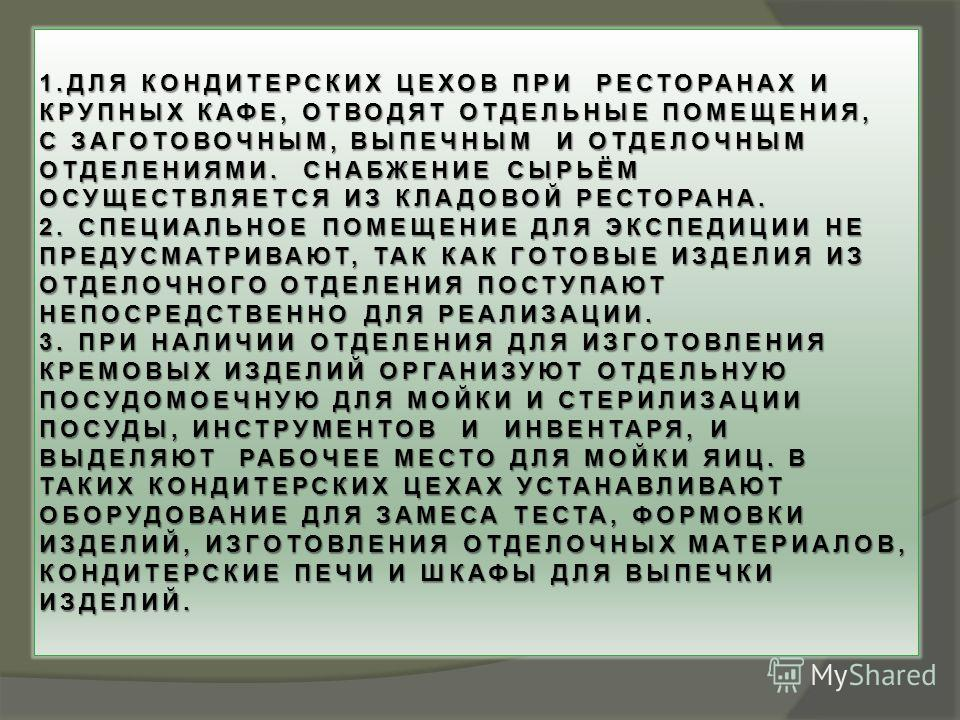 1.ДЛЯ КОНДИТЕРСКИХ ЦЕХОВ ПРИ РЕСТОРАНАХ И
КРУПНЫХ КАФЕ, ОТВОДЯТ ОТДЕЛЬНЫЕ ПОМЕЩЕНИЯ,
С ЗАГОТОВОЧНЫМ, ВЫПЕЧНЫМ И ОТДЕЛОЧНЫМ
ОТДЕЛЕНИЯМИ. СНАБЖЕНИЕ СЫРЬЁМ
ОСУЩЕСТВЛЯЕТСЯ ИЗ КЛАДОВОЙ РЕСТОРАНА.
2. СПЕЦИАЛЬНОЕ ПОМЕЩЕНИЕ ДЛЯ ЭКСПЕДИЦИИ НЕ
ПРЕДУСМАТРИВАЮТ, ТАК КАК ГОТОВЫЕ ИЗДЕЛИЯ ИЗ
ОТДЕЛОЧНОГО ОТДЕЛЕНИЯ ПОСТУПАЮТ
НЕПОСРЕДСТВЕННО ДЛЯ РЕАЛИЗАЦИИ.
3. ПРИ НАЛИЧИИ ОТДЕЛЕНИЯ ДЛЯ ИЗГОТОВЛЕНИЯ
КРЕМОВЫХ ИЗДЕЛИЙ ОРГАНИЗУЮТ ОТДЕЛЬНУЮ
ПОСУДОМОЕЧНУЮ ДЛЯ МОЙКИ И СТЕРИЛИЗАЦИИ
ПОСУДЫ, ИНСТРУМЕНТОВ И ИНВЕНТАРЯ, И
ВЫДЕЛЯЮТ РАБОЧЕЕ МЕСТО ДЛЯ МОЙКИ ЯИЦ. В
ТАКИХ КОНДИТЕРСКИХ ЦЕХАХ УСТАНАВЛИВАЮТ
ОБОРУДОВАНИЕ ДЛЯ ЗАМЕСА ТЕСТА, ФОРМОВКИ
ИЗДЕЛИЙ, ИЗГОТОВЛЕНИЯ ОТДЕЛОЧНЫХ МАТЕРИАЛОВ,
КОНДИТЕРСКИЕ ПЕЧИ И ШКАФЫ ДЛЯ ВЫПЕЧКИ
ИЗДЕЛИЙ.
MyShared